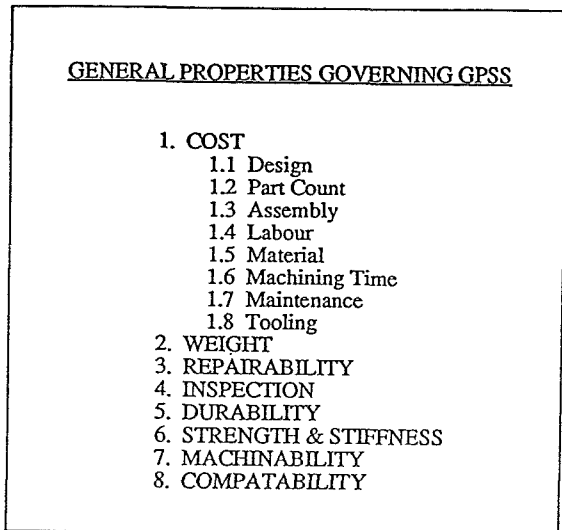 GENERAL PROPERTIES GOVERNING GPSS
1. COST
1.1 Design
1.2 Part Count
1.3 Assembly
1.4 Labour
1.5 Material
1.6 Machining Time
1.7 Maintenance
1.8 Tooling
2. WEIGHT
3. REPAIRABILITY
4. INSPECTION
5. DURABILITY
6. STRENGTH & STIFFNESS
7. MACHINABILITY
8. COMPATABILITY